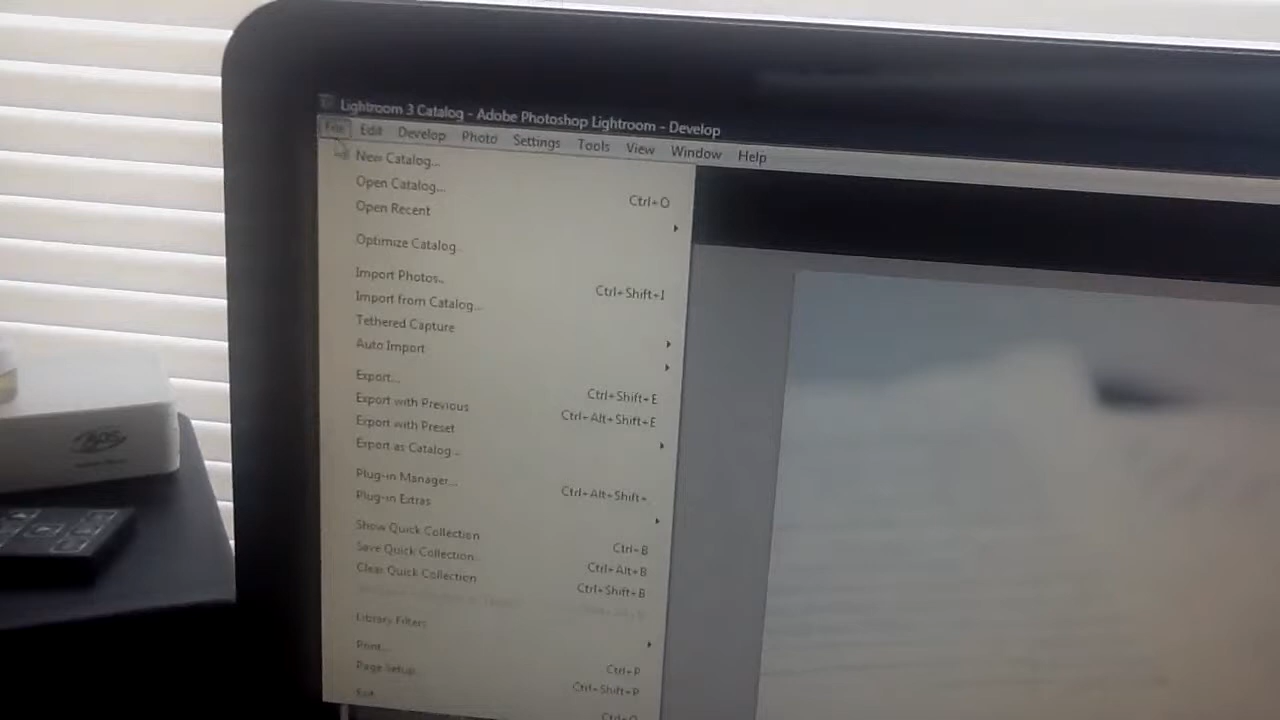 Lightroom 3 Catalog - Adobe Photoshop Lightroom - Develop
File Edit Develop Photo Settings Tools View Window Help
New Catalog...
Open Catalog... Ctrl+O
Open Recent
Optimize Catalog...
Import Photos... Ctrl+Shift+I
Import from Catalog...
Tethered Capture
Auto Import
Export... Ctrl+Shift+E
Export with Previous Ctrl+Alt+Shift+E
Export with Preset
Export as Catalog...
Plug-in Manager... Ctrl+Alt+Shift+,
Plug-in Extras
Show Quick Collection Ctrl+B
Save Quick Collection... Ctrl+Alt+B
Clear Quick Collection Ctrl+Shift+B
Library Filters
Print... Ctrl+P
Page Setup... Ctrl+Shift+P
Exit Ctrl+Q